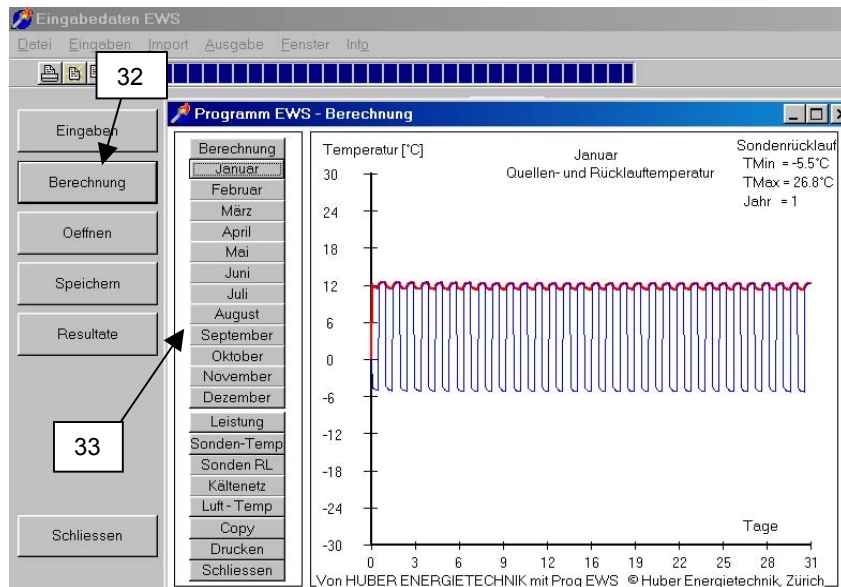 Eingabedaten EWS
Datei Eingaben Import Ausgabe Fenster Info
32
Eingaben
Berechnung
Oeffnen
Speichern
Resultate
33
Schliessen
Programm EWS - Berechnung
Berechnung
Januar
Februar
März
April
Mai
Juni
Juli
August
September
Oktober
November
Dezember
Leistung
Sonden-Temp
Sonden RL
Kältenetz
Luft - Temp
Copy
Drucken
Schliessen
Temperatur [°C]
Januar
Quellen- und Rücklauftemperatur
Sondenrücklauf
TMin = -5.5°C
TMax = 26.8°C
Jahr = 1
30
24
18
12
6
0
-6
-12
-18
-24
-30
Tage
0 3 6 9 12 16 19 22 25 28 31
Von HUBER ENERGIETECHNIK mit Prog EWS © Huber Energietechnik, Zürich